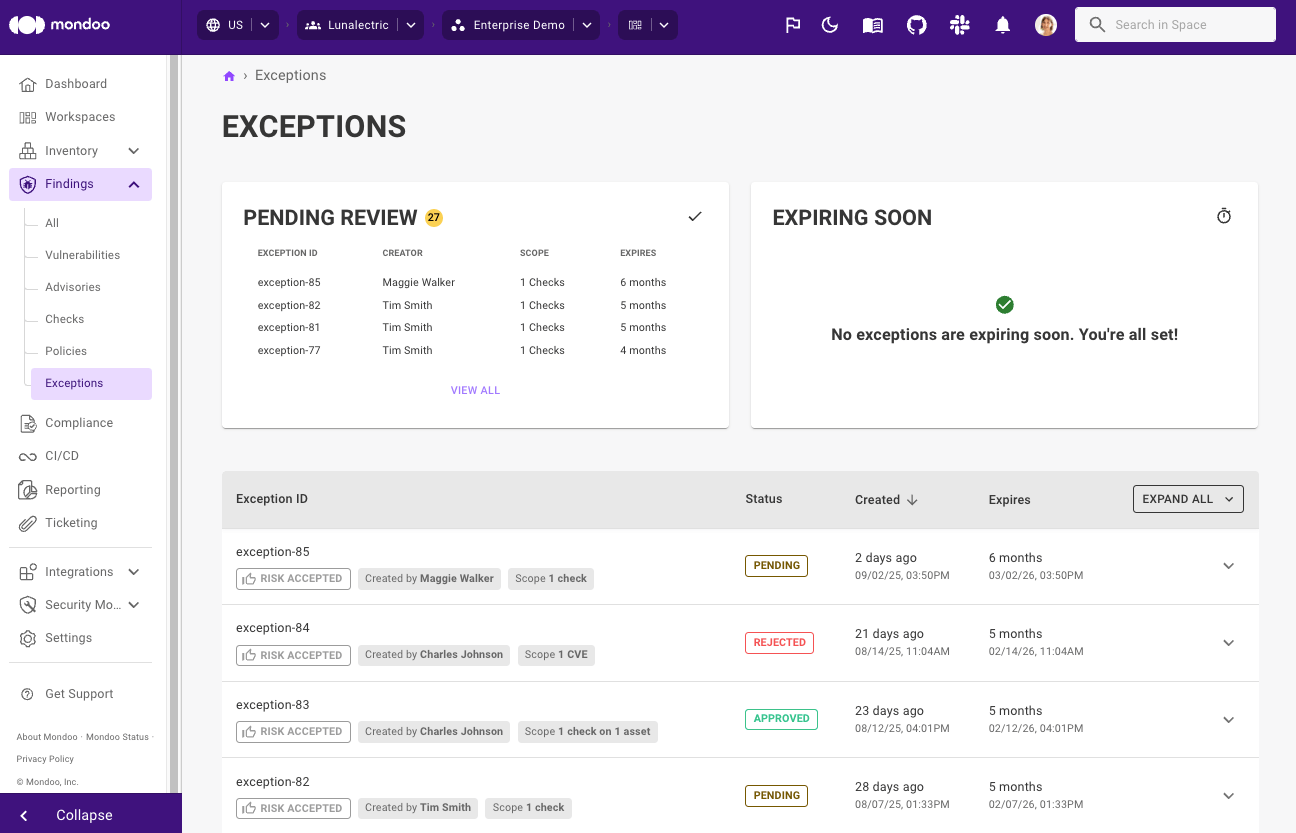 mondoo
US
Lunalectric
Enterprise Demo
Search in Space
Dashboard
Workspaces
Inventory
Findings
All
Vulnerabilities
Advisories
Checks
Policies
Exceptions
Compliance
CI/CD
Reporting
Ticketing
Integrations
Security Mo...
Settings
Get Support
About Mondoo · Mondoo Status ·
Privacy Policy
© Mondoo, Inc.
Collapse
› Exceptions
EXCEPTIONS
PENDING REVIEW 27
EXCEPTION ID CREATOR SCOPE EXPIRES
exception-85 Maggie Walker 1 Checks 6 months
exception-82 Tim Smith 1 Checks 5 months
exception-81 Tim Smith 1 Checks 5 months
exception-77 Tim Smith 1 Checks 4 months
VIEW ALL
EXPIRING SOON
No exceptions are expiring soon. You're all set!
Exception ID Status Created Expires EXPAND ALL
exception-85
RISK ACCEPTED Created by Maggie Walker Scope 1 check
PENDING
2 days ago
09/02/25, 03:50PM
6 months
03/02/26, 03:50PM
exception-84
RISK ACCEPTED Created by Charles Johnson Scope 1 CVE
REJECTED
21 days ago
08/14/25, 11:04AM
5 months
02/14/26, 11:04AM
exception-83
RISK ACCEPTED Created by Charles Johnson Scope 1 check on 1 asset
APPROVED
23 days ago
08/12/25, 04:01PM
5 months
02/12/26, 04:01PM
exception-82
RISK ACCEPTED Created by Tim Smith Scope 1 check
PENDING
28 days ago
08/07/25, 01:33PM
5 months
02/07/26, 01:33PM